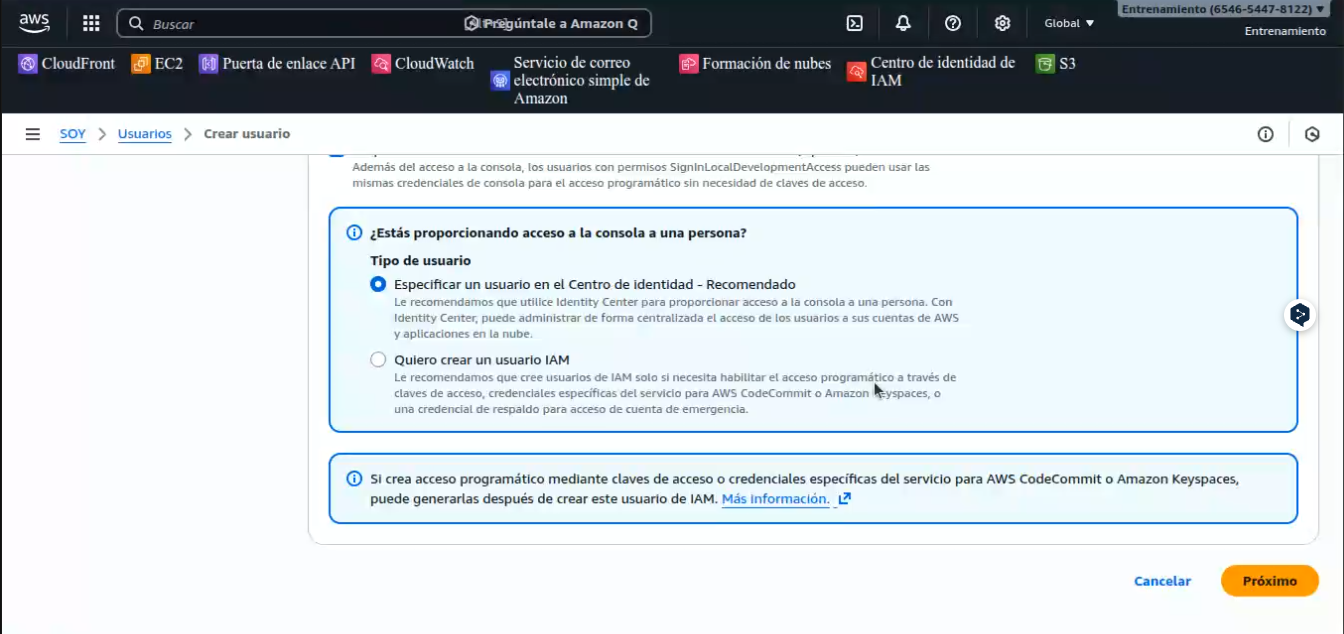 aws
Buscar
Pregúntale a Amazon Q
Global ▼
Entrenamiento (6546-5447-8122) ▼
Entrenamiento
CloudFront
EC2
Puerta de enlace API
CloudWatch
Servicio de correo
electrónico simple de
Amazon
Formación de nubes
Centro de identidad de
IAM
S3
SOY > Usuarios > Crear usuario
Además del acceso a la consola, los usuarios con permisos SignInLocalDevelopmentAccess pueden usar las
mismas credenciales de consola para el acceso programático sin necesidad de claves de acceso.
¿Estás proporcionando acceso a la consola a una persona?
Tipo de usuario
Especificar un usuario en el Centro de identidad - Recomendado
Le recomendamos que utilice Identity Center para proporcionar acceso a la consola a una persona. Con
Identity Center, puede administrar de forma centralizada el acceso de los usuarios a sus cuentas de AWS
y aplicaciones en la nube.
Quiero crear un usuario IAM
Le recomendamos que cree usuarios de IAM solo si necesita habilitar el acceso programático a través de
claves de acceso, credenciales específicas del servicio para AWS CodeCommit o Amazon Keyspaces, o
una credencial de respaldo para acceso de cuenta de emergencia.
Si crea acceso programático mediante claves de acceso o credenciales específicas del servicio para AWS CodeCommit o Amazon Keyspaces,
puede generarlas después de crear este usuario de IAM. Más información.
Cancelar
Próximo